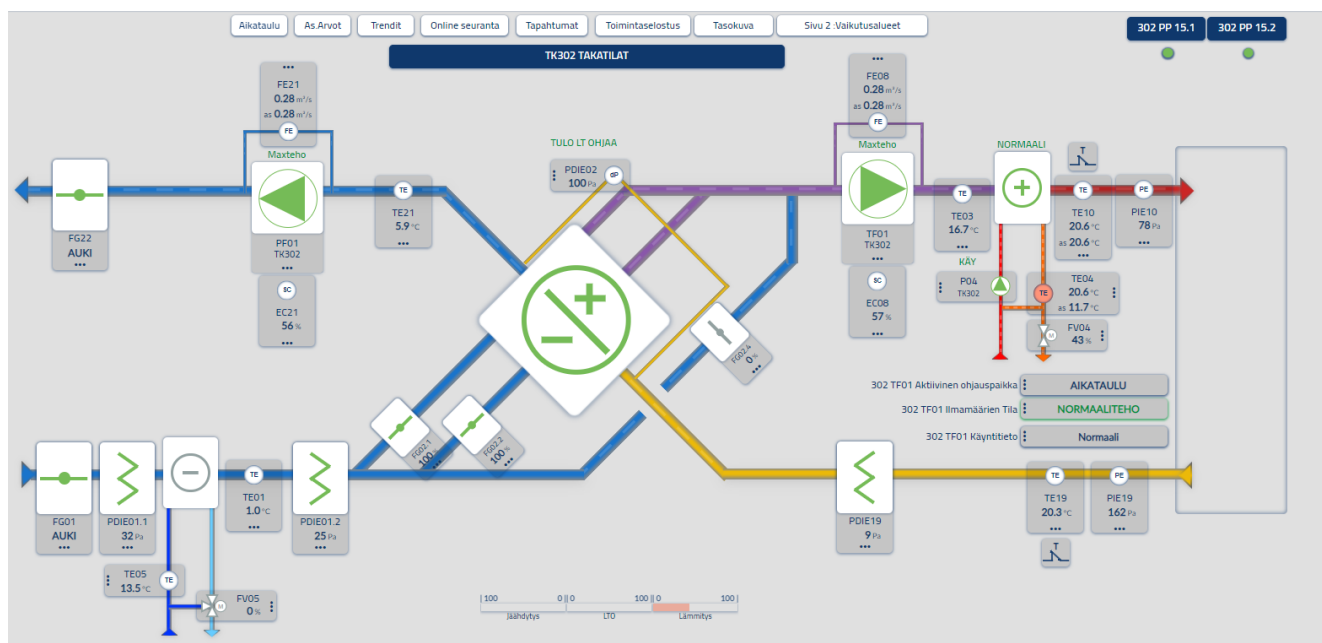 Aikataulu
As.Arvot
Trendit
Online seuranta
Tapahtumat
Toimintaselostus
Tasokuva
Sivu 2 :Vaikutusalueet
302 PP 15.1
302 PP 15.2
TK302 TAKATILAT
FE21
0.28 m³/s
as 0.28 m³/s
FE
Maxteho
FE08
0.28 m³/s
as 0.28 m³/s
FE
Maxteho
TULO LT OHJAA
PDIE02
100 Pa
dP
NORMAALI
T
FG22
AUKI
PF01
TK302
SC
EC21
56 %
TE
TE21
5.9 °C
TF01
TK302
SC
EC08
57 %
TE
TE03
16.7 °C
TE
TE10
20.6 °C
as 20.6 °C
PE
PIE10
78 Pa
KÄY
P04
TK302
TE
TE04
20.6 °C
as 11.7 °C
M
FV04
43 %
FG02.4
0 %
302 TF01 Aktiivinen ohjauspaikka
AIKATAULU
302 TF01 Ilmamäärien Tila
NORMAALITEHO
302 TF01 Käyntitieto
Normaali
FG02.1
100 %
FG02.2
100 %
FG01
AUKI
PDIE01.1
32 Pa
TE
TE01
1.0 °C
PDIE01.2
25 Pa
PDIE19
9 Pa
TE
TE19
20.3 °C
PE
PIE19
162 Pa
T
TE05
13.5 °C
TE
M
FV05
0 %
|100 0||0 100||0 100|
Jäähdytys LTO Lämmitys